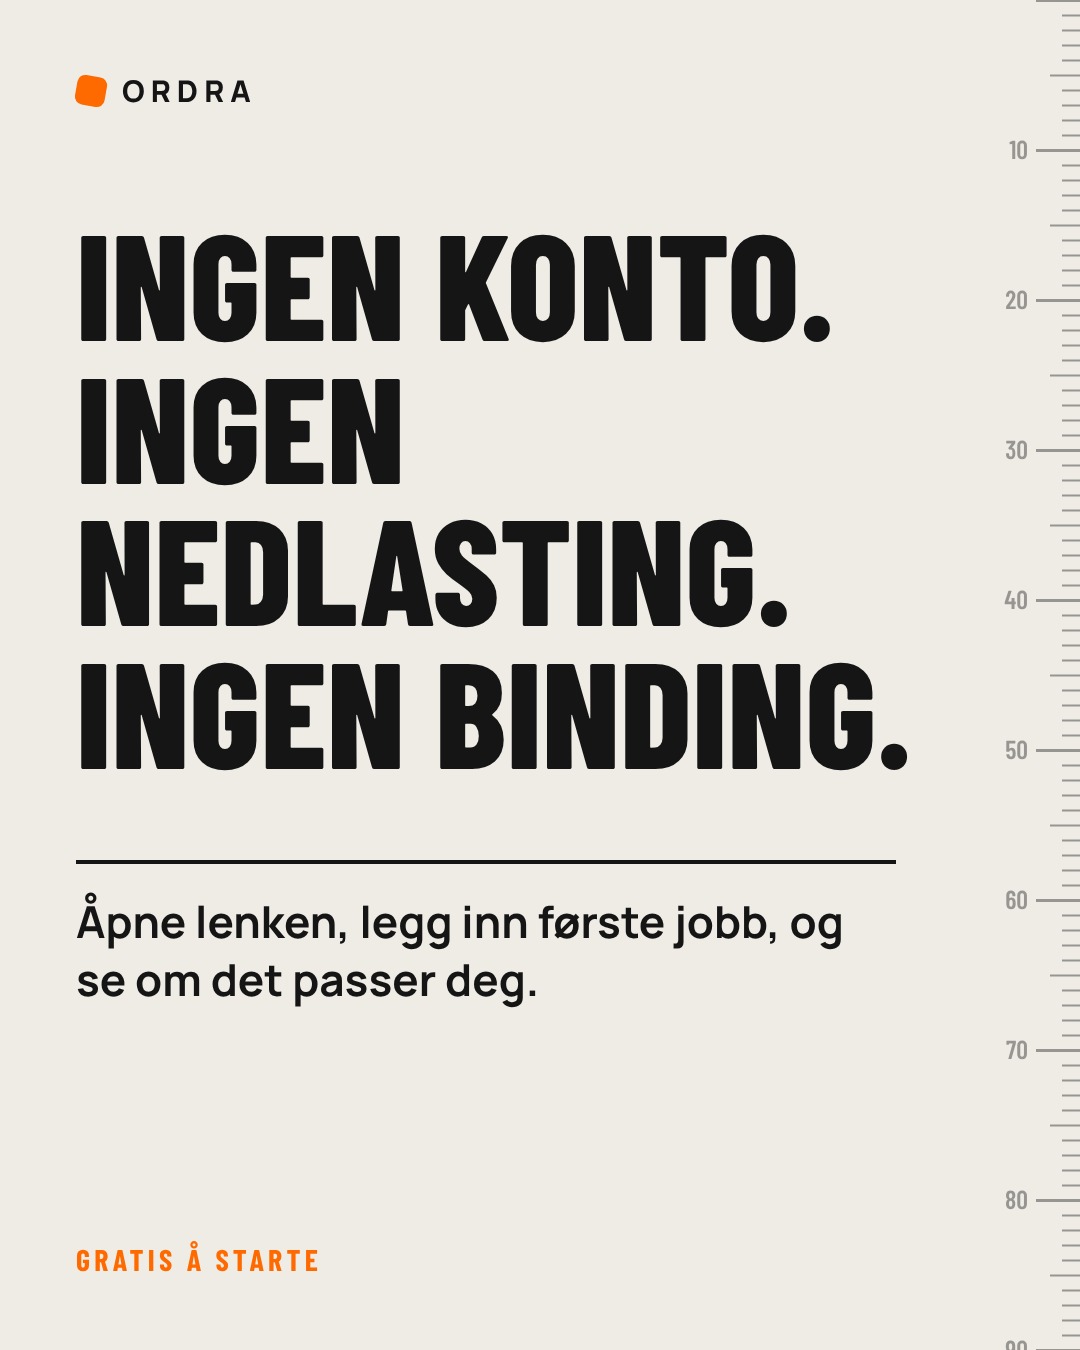 ORDRA
INGEN KONTO.
INGEN
NEDLASTING.
INGEN BINDING.
Åpne lenken, legg inn første jobb, og
se om det passer deg.
GRATIS Å STARTE
10
20
30
40
50
60
70
80
90